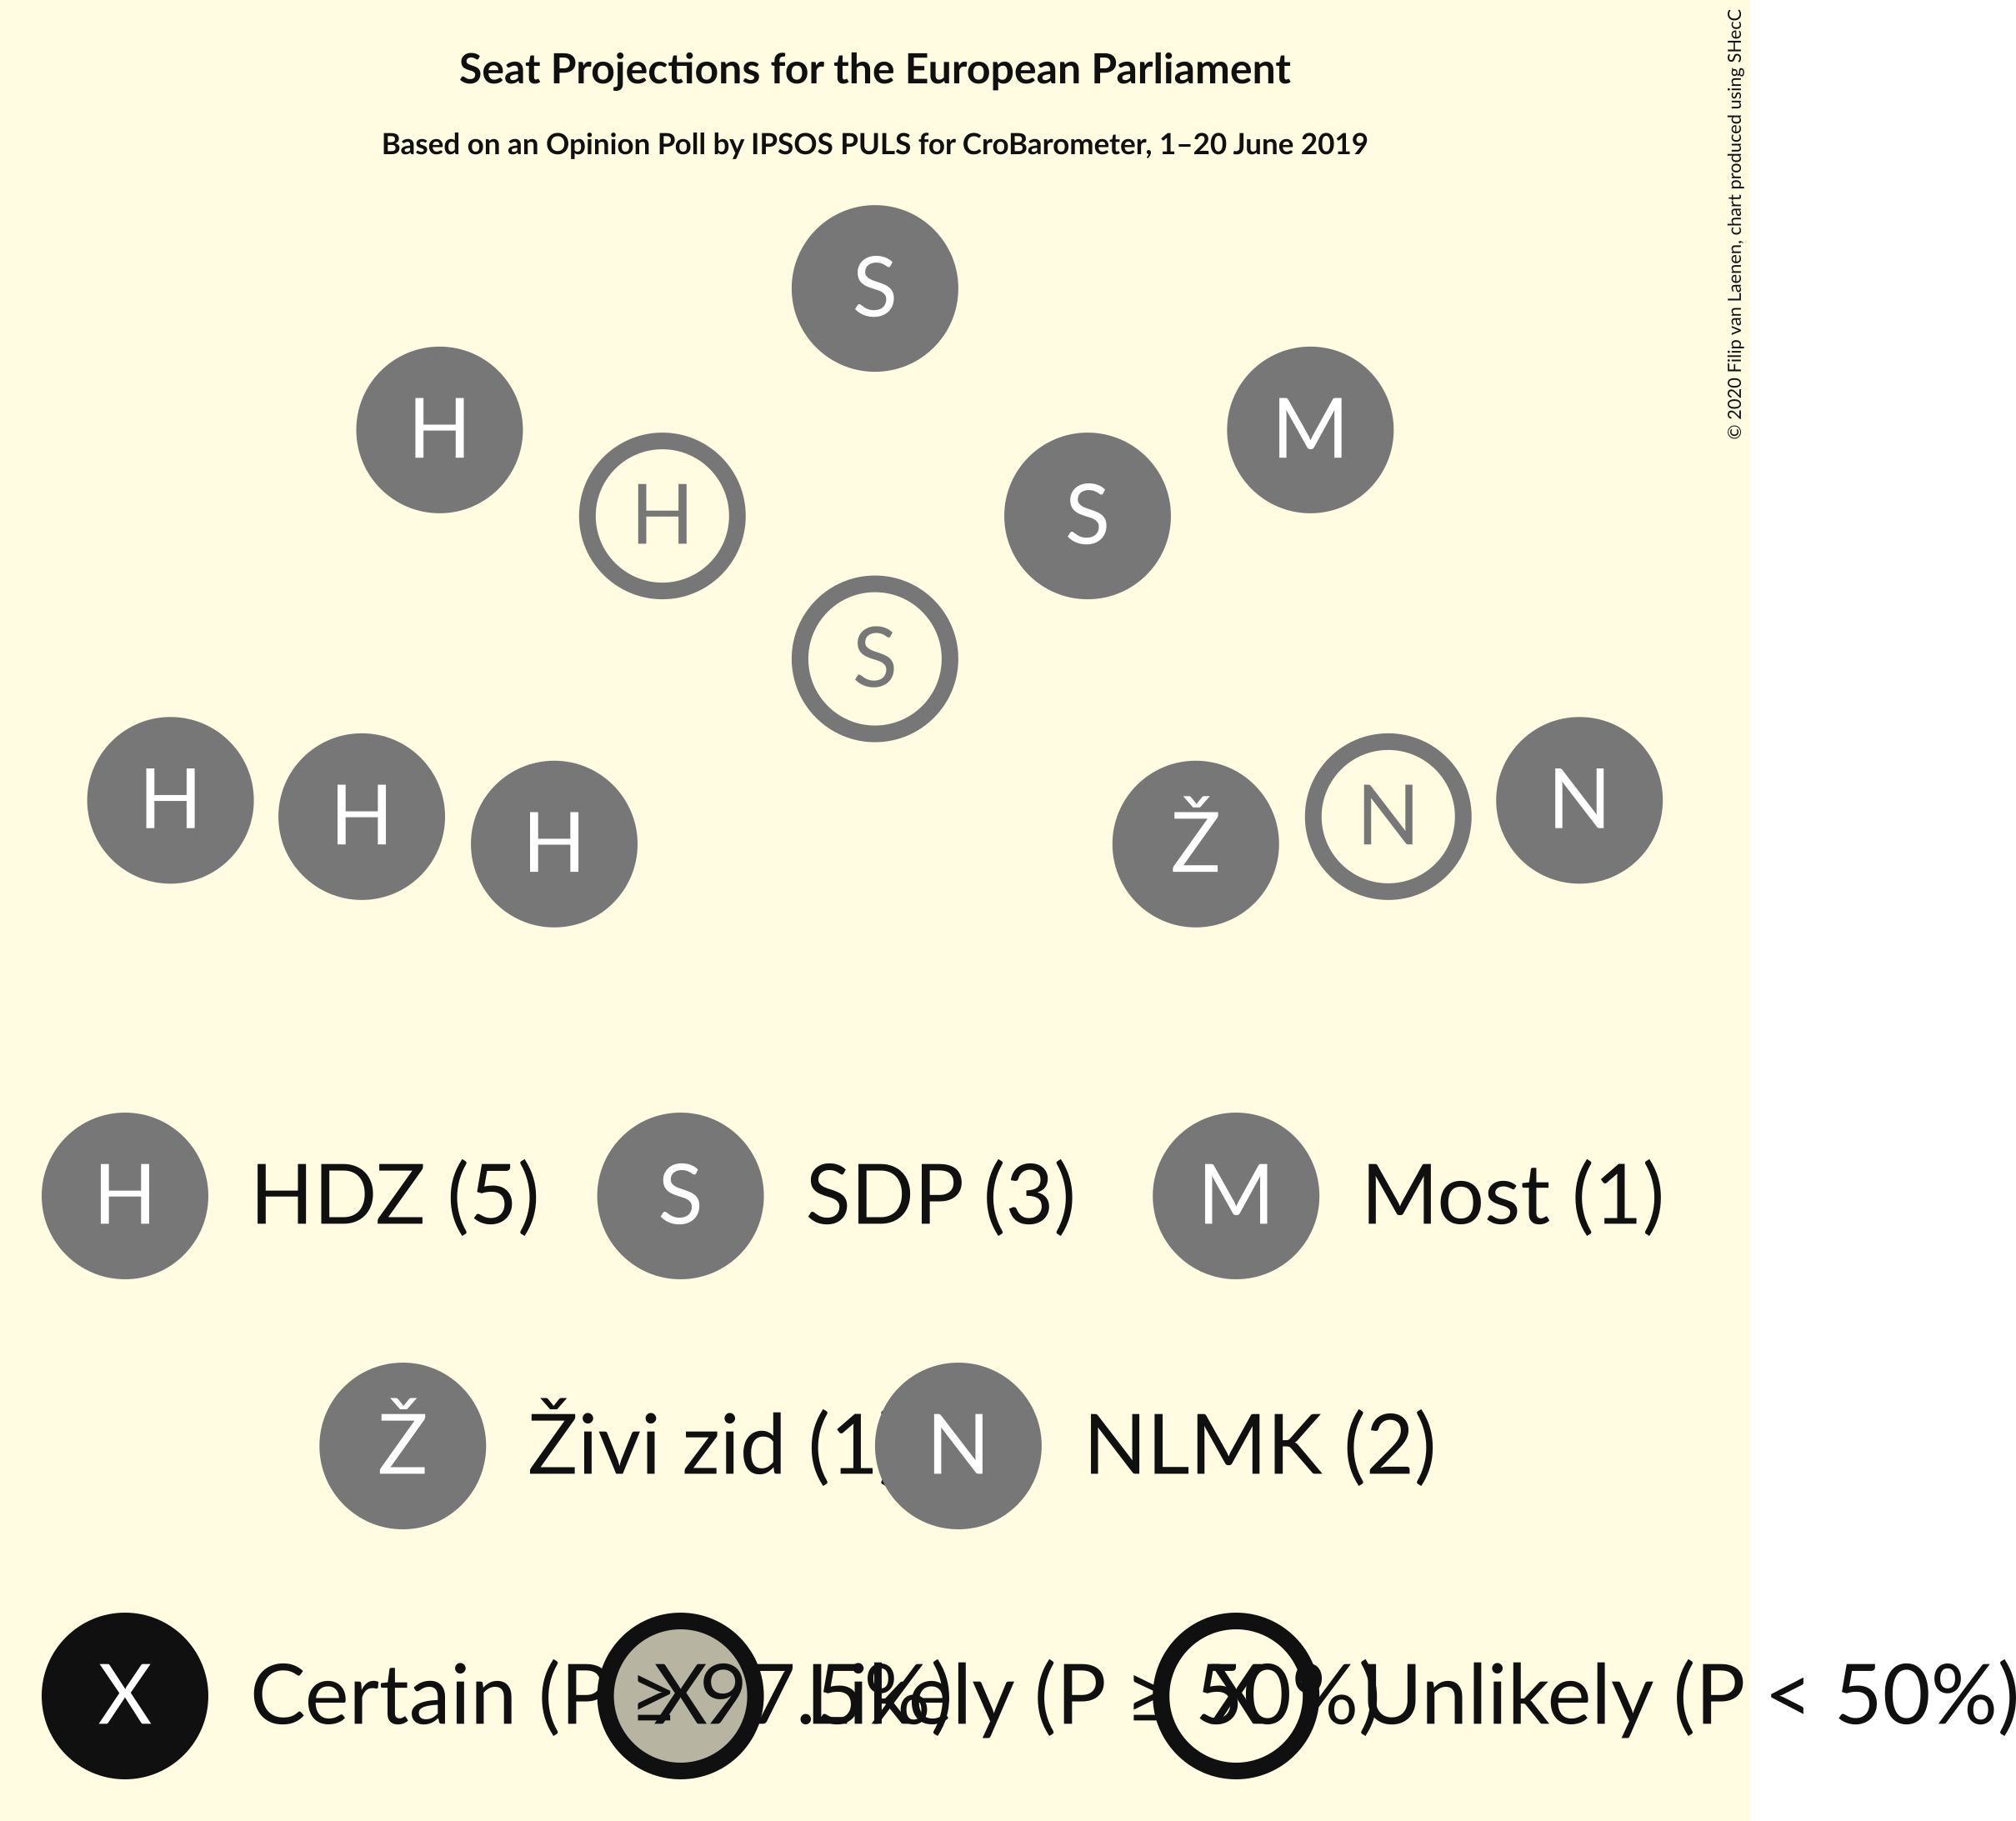 Seat Projections for the European Parliament
Based on an Opinion Poll by IPSOS PULS for CroBarometer, 1–20 June 2019
© 2020 Filip van Laenen, chart produced using SHecC
S
H
M
H
S
S
H
H
H
Ž
N
N
H HDZ (5) S SDP (3) M Most (1)
Ž Živi zid (1 N NLMK (2)
X Certain (P ≥ 97.5%) X Likely (P ≥ 50%) X Unlikely (P < 50%)